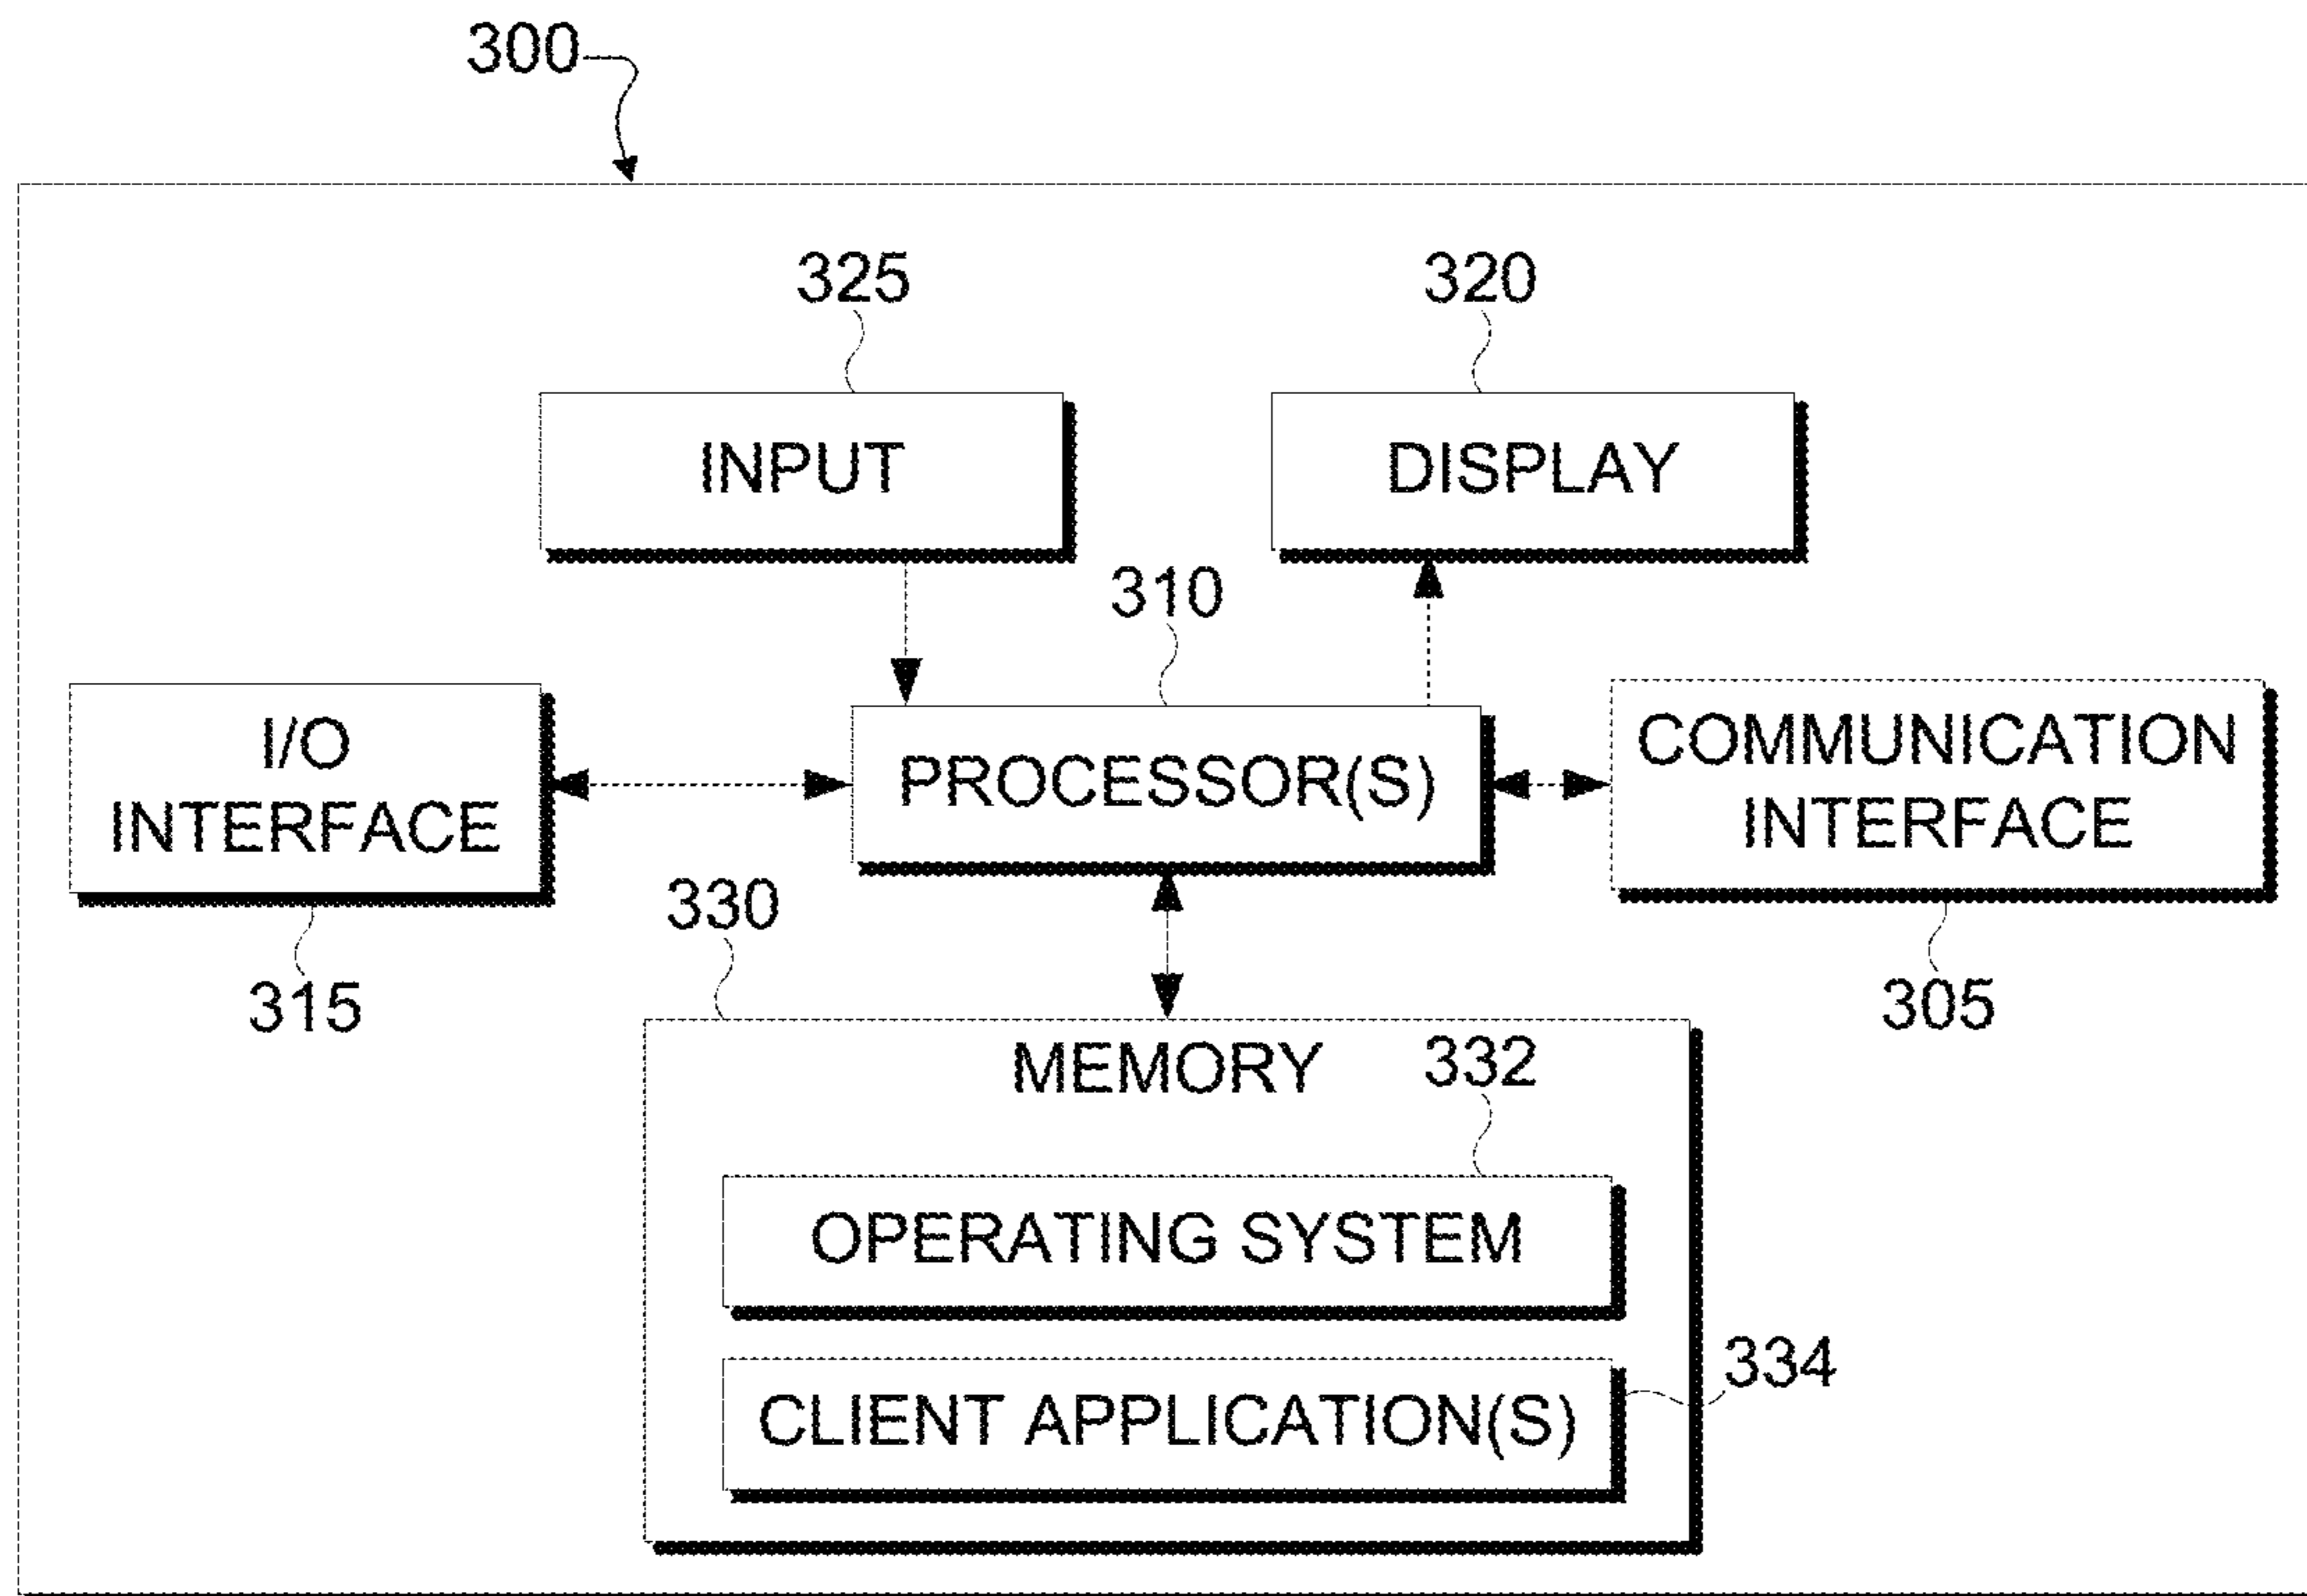 300
325
320
INPUT
DISPLAY
310
I/O
INTERFACE
PROCESSOR(S)
COMMUNICATION
INTERFACE
330
315
305
MEMORY
332
OPERATING SYSTEM
334
CLIENT APPLICATION(S)